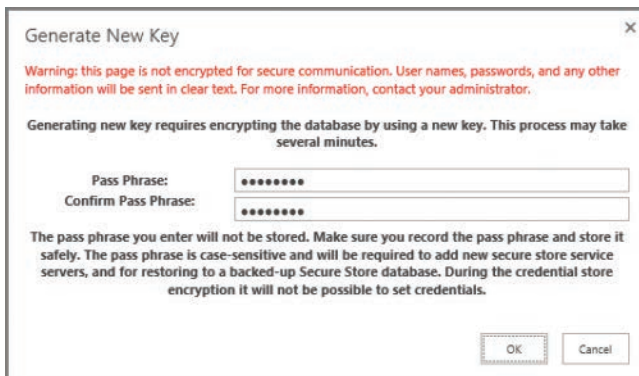 Generate New Key
Warning: this page is not encrypted for secure communication. User names, passwords, and any other
information will be sent in clear text. For more information, contact your administrator.
Generating new key requires encrypting the database by using a new key. This process may take
several minutes.
Pass Phrase: ●●●●●●●●
Confirm Pass Phrase: ●●●●●●●●
The pass phrase you enter will not be stored. Make sure you record the pass phrase and store it
safely. The pass phrase is case-sensitive and will be required to add new secure store service
servers, and for restoring to a backed-up Secure Store database. During the credential store
encryption it will not be possible to set credentials.
OK Cancel